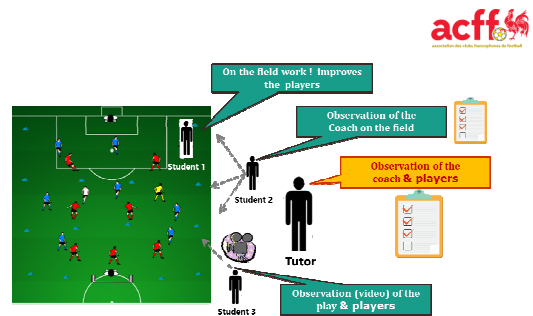 acff
association des clubs francophones de football
On the field work ! Improves
the players
Observation of the
Coach on the field
Student 1
Observation of the
coach & players
Student 2
Tutor
Observation (video) of the
play & players
Student 3